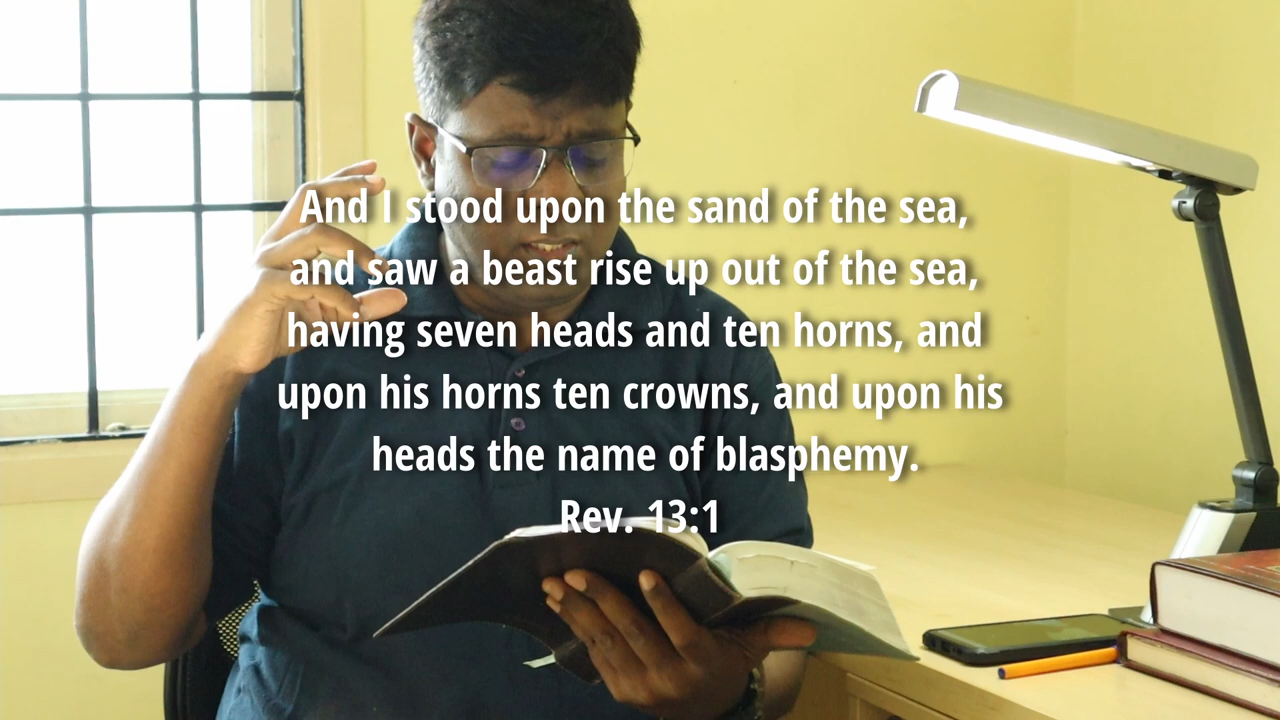 And I stood upon the sand of the sea,
and saw a beast rise up out of the sea,
having seven heads and ten horns, and
upon his horns ten crowns, and upon his
heads the name of blasphemy.
Rev. 13:1